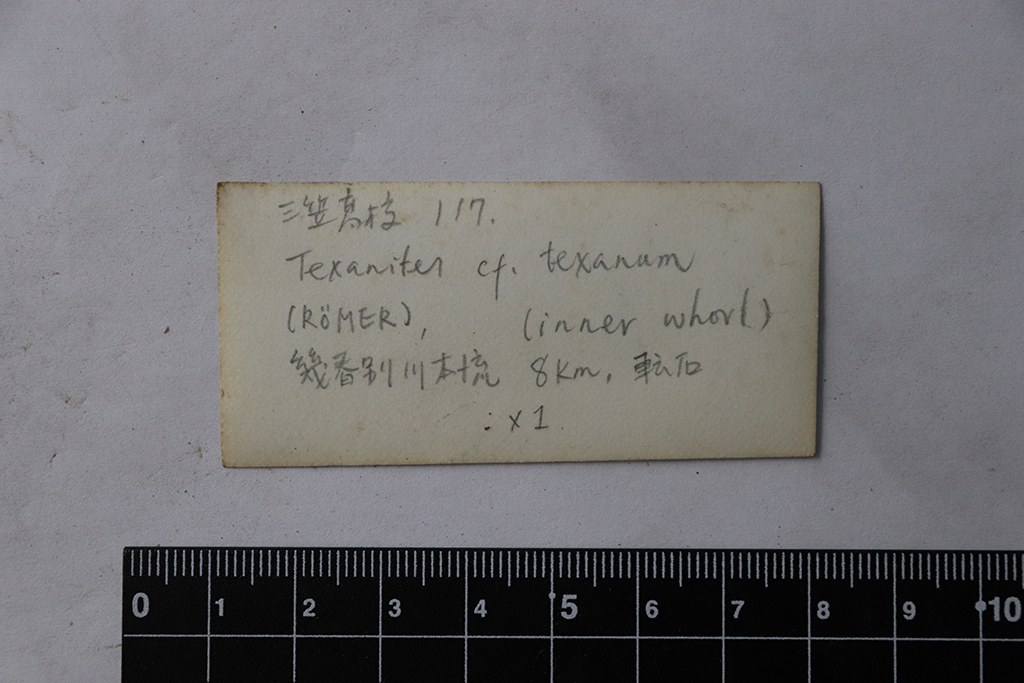 三笠高校 117.
Texanites cf. texanum
(RÖMER), (inner whorl)
幾春別川本流 8km, 転石
: x 1.
0 1 2 3 4 5 6 7 8 9 10